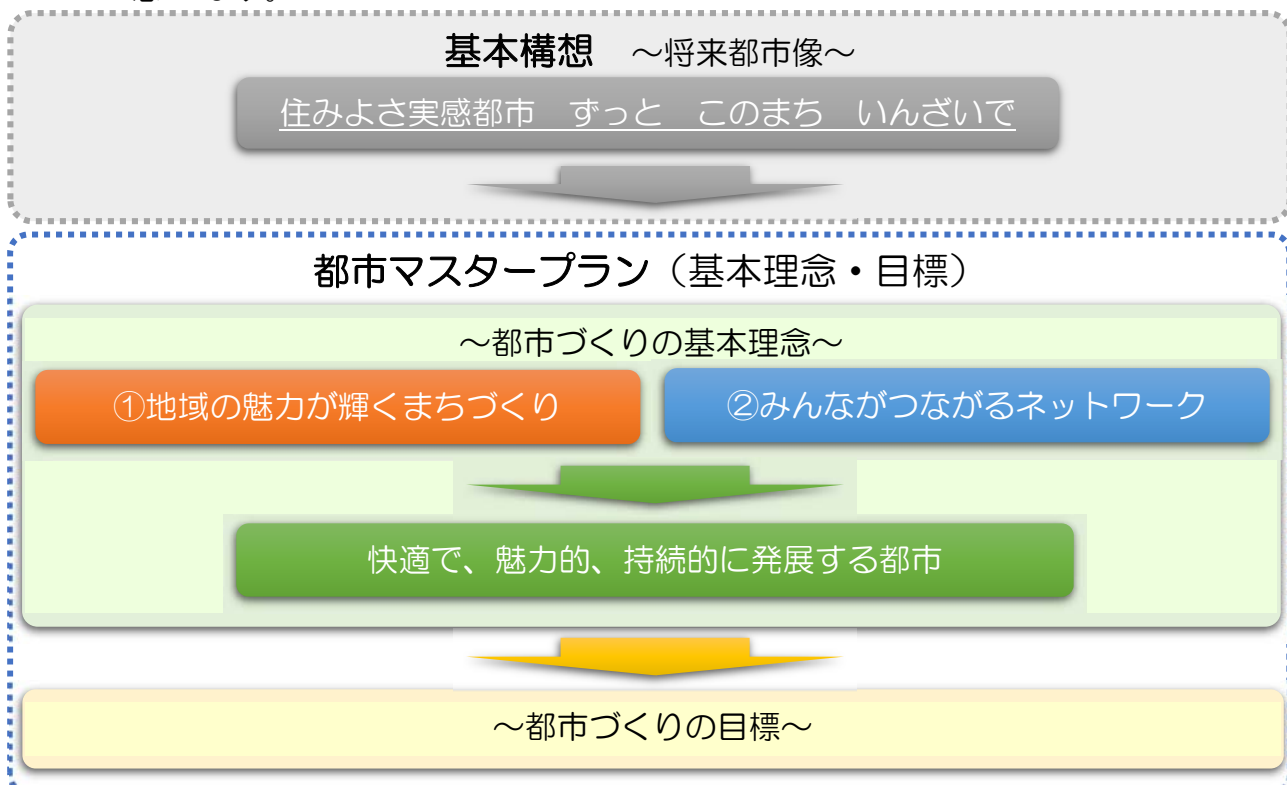 基本構想　～将来都市像～
住みよさ実感都市　ずっと　このまち　いんざいで
都市マスタープラン（基本理念・目標）
～都市づくりの基本理念～
①地域の魅力が輝くまちづくり
②みんながつながるネットワーク
快適で、魅力的、持続的に発展する都市
～都市づくりの目標～